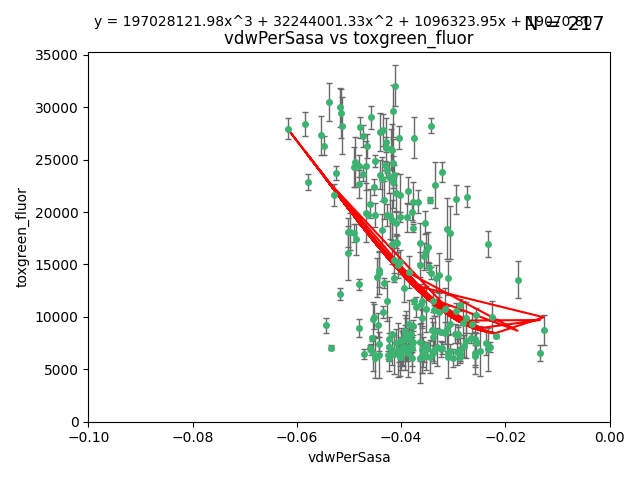 y = 197028121.98x^3 + 32244001.33x^2 + 1096323.95x +
N = 217
vdwPerSasa vs toxgreen_fluor
35000
30000
25000
20000
15000
10000
5000
0
toxgreen_fluor
−0.10
−0.08
−0.06
−0.04
−0.02
0.00
vdwPerSasa